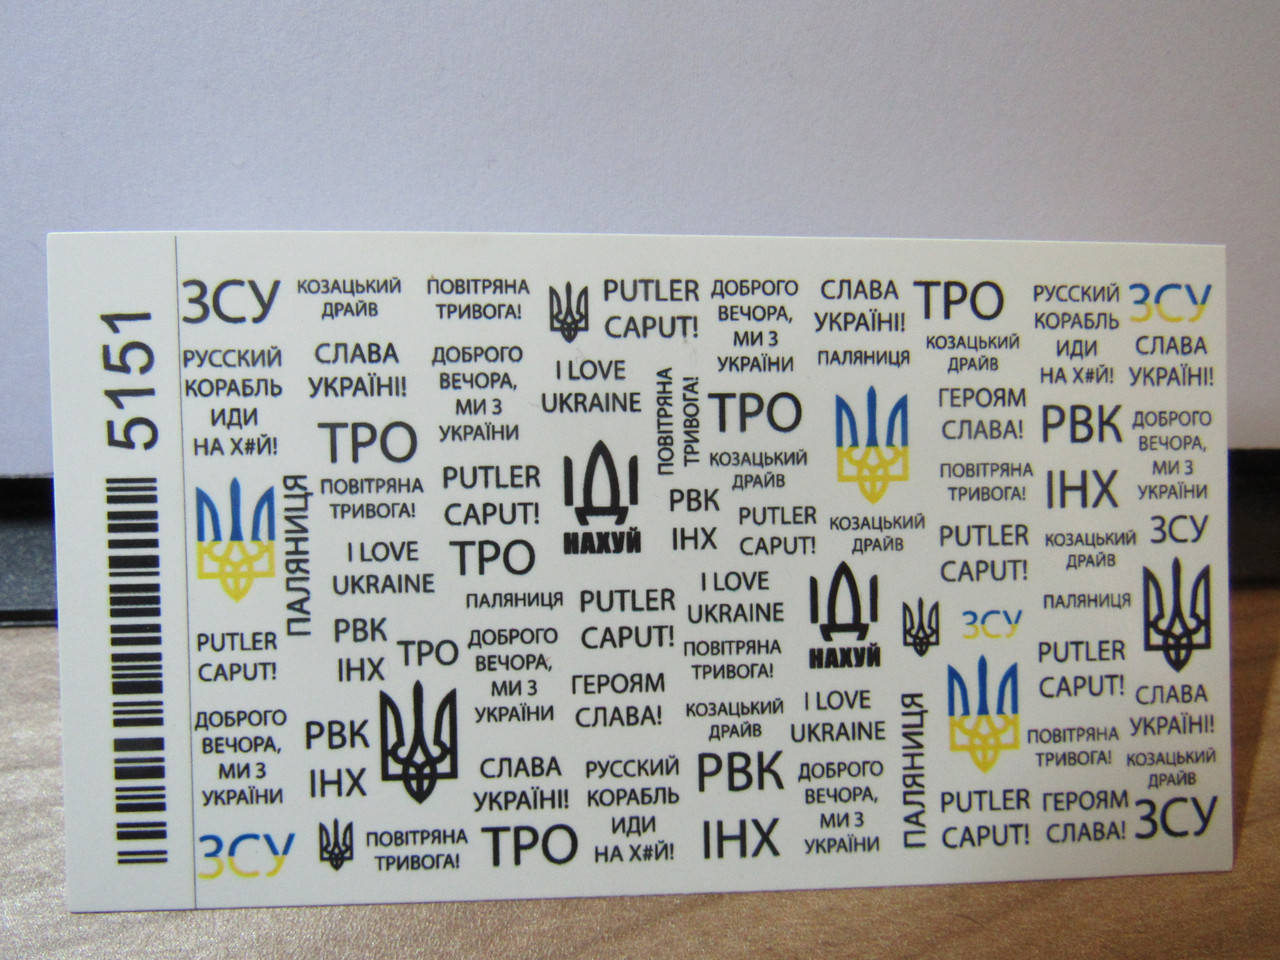 5151
ЗСУ
КОЗАЦЬКИЙ
ДРАЙВ
ПОВІТРЯНА
ТРИВОГА!
PUTLER
CAPUT!
ДОБРОГО
ВЕЧОРА,
МИ З
УКРАЇНИ
СЛАВА
УКРАЇНІ!
ТРО
РУССКИЙ
КОРАБЛЬ
ИДИ
НА Х#Й!
ЗСУ
РУССКИЙ
КОРАБЛЬ
ИДИ
НА Х#Й!
СЛАВА
УКРАЇНІ!
ДОБРОГО
ВЕЧОРА,
МИ З
УКРАЇНИ
I LOVE
UKRAINE
ПОВІТРЯНА
ТРИВОГА!
ПАЛЯНИЦЯ
КОЗАЦЬКИЙ
ДРАЙВ
СЛАВА
УКРАЇНІ!
ТРО
ТРО
ГЕРОЯМ
СЛАВА!
РВК
ІНХ
ДОБРОГО
ВЕЧОРА,
МИ З
УКРАЇНИ
ПАЛЯНИЦЯ
ПОВІТРЯНА
ТРИВОГА!
PUTLER
CAPUT!
ІДІ
НАХУЙ
КОЗАЦЬКИЙ
ДРАЙВ
РВК
ІНХ
PUTLER
CAPUT!
КОЗАЦЬКИЙ
ДРАЙВ
ПОВІТРЯНА
ТРИВОГА!
PUTLER
CAPUT!
КОЗАЦЬКИЙ
ДРАЙВ
ЗСУ
I LOVE
UKRAINE
ТРО
ПАЛЯНИЦЯ
PUTLER
CAPUT!
I LOVE
UKRAINE
ІДІ
НАХУЙ
ЗСУ
ПАЛЯНИЦЯ
PUTLER
CAPUT!
РВК
ІНХ
ТРО
ДОБРОГО
ВЕЧОРА,
МИ З
УКРАЇНИ
ПОВІТРЯНА
ТРИВОГА!
PUTLER
CAPUT!
ДОБРОГО
ВЕЧОРА,
МИ З
УКРАЇНИ
РВК
ІНХ
ГЕРОЯМ
СЛАВА!
КОЗАЦЬКИЙ
ДРАЙВ
I LOVE
UKRAINE
ПАЛЯНИЦЯ
ПОВІТРЯНА
ТРИВОГА!
СЛАВА
УКРАЇНІ!
КОЗАЦЬКИЙ
ДРАЙВ
СЛАВА
УКРАЇНІ!
РУССКИЙ
КОРАБЛЬ
ИДИ
НА Х#Й!
РВК
ІНХ
ДОБРОГО
ВЕЧОРА,
МИ З
УКРАЇНИ
PUTLER
CAPUT!
ГЕРОЯМ
СЛАВА!
ЗСУ
ЗСУ
ПОВІТРЯНА
ТРИВОГА!
ТРО